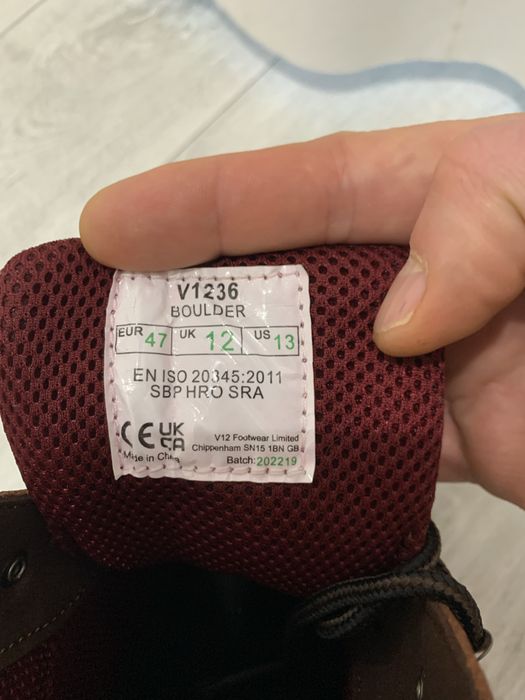 V1236
BOULDER
EUR 47 UK 12 US 13
EN ISO 20345:2011
SBP HRO SRA
CE UK CA
V12 Footwear Limited
Chippenham SN15 1BN GB
Made in China Batch:202219